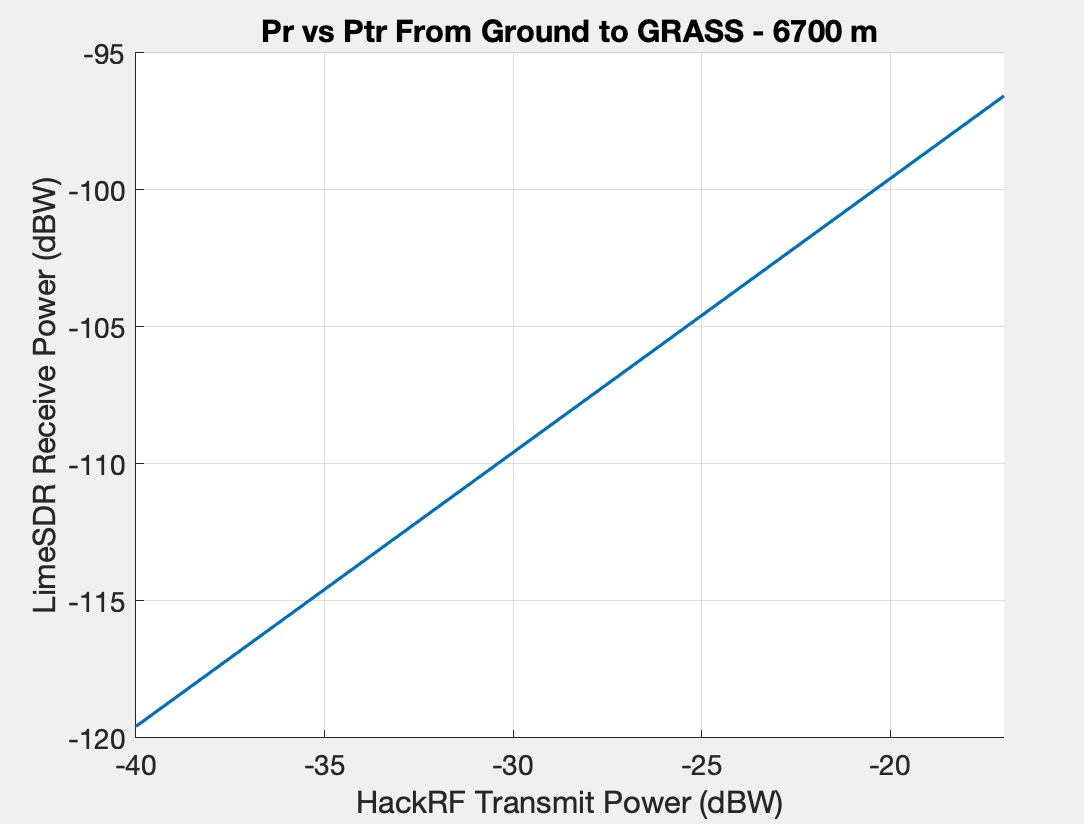 Pr vs Ptr From Ground to GRASS - 6700 m
-95
-100
-105
-110
-115
-120
LimeSDR Receive Power (dBW)
-40 -35 -30 -25 -20
HackRF Transmit Power (dBW)